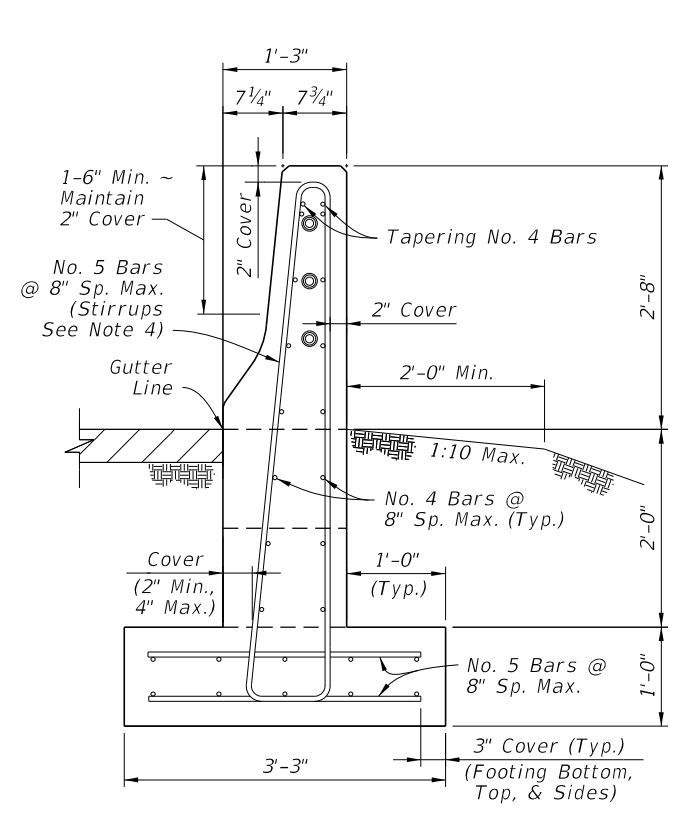 1'-3"
7¼" 7¾"
1-6" Min. ~
Maintain
2" Cover
2" Cover
Tapering No. 4 Bars
No. 5 Bars
@ 8" Sp. Max.
(Stirrups
See Note 4)
2'-8"
2" Cover
Gutter
Line
2'-0" Min.
1:10 Max.
No. 4 Bars @
8" Sp. Max. (Typ.)
2'-0"
Cover
(2" Min.,
4" Max.)
1'-0"
(Typ.)
No. 5 Bars @
8" Sp. Max.
1'-0"
3'-3"
3" Cover (Typ.)
(Footing Bottom,
Top, & Sides)